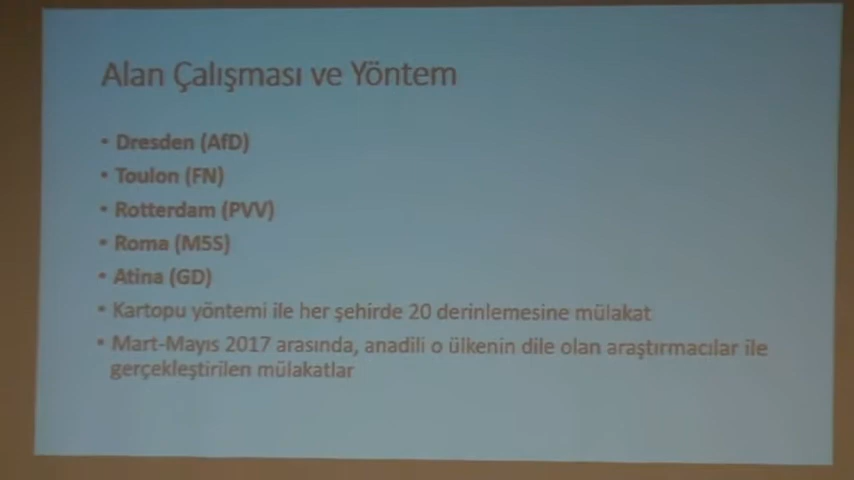 Alan Çalışması ve Yöntem
• Dresden (AfD)
• Toulon (FN)
• Rotterdam (PVV)
• Roma (M5S)
• Atina (GD)
• Kartopu yöntemi ile her şehirde 20 derinlemesine mülakat
• Mart-Mayıs 2017 arasında, anadili o ülkenin dile olan araştırmacılar ile
gerçekleştirilen mülakatlar